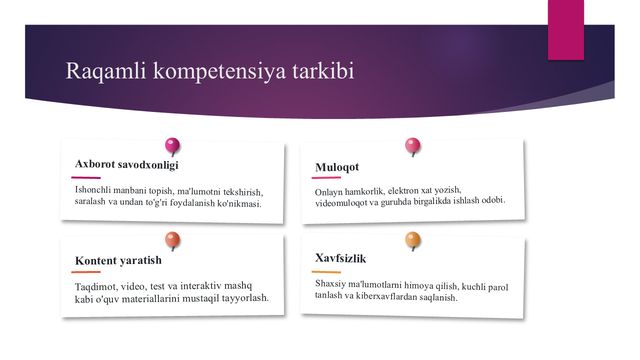 Raqamli kompetensiya tarkibi
Axborot savodxonligi
Ishonchli manbani topish, ma'lumotni tekshirish,
saralash va undan to'g'ri foydalanish ko'nikmasi.
Muloqot
Onlayn hamkorlik, elektron xat yozish,
videomuloqot va guruhda birgalikda ishlash odobi.
Kontent yaratish
Taqdimot, video, test va interaktiv mashq
kabi o'quv materiallarini mustaqil tayyorlash.
Xavfsizlik
Shaxsiy ma'lumotlarni himoya qilish, kuchli parol
tanlash va kiberxavflardan saqlanish.